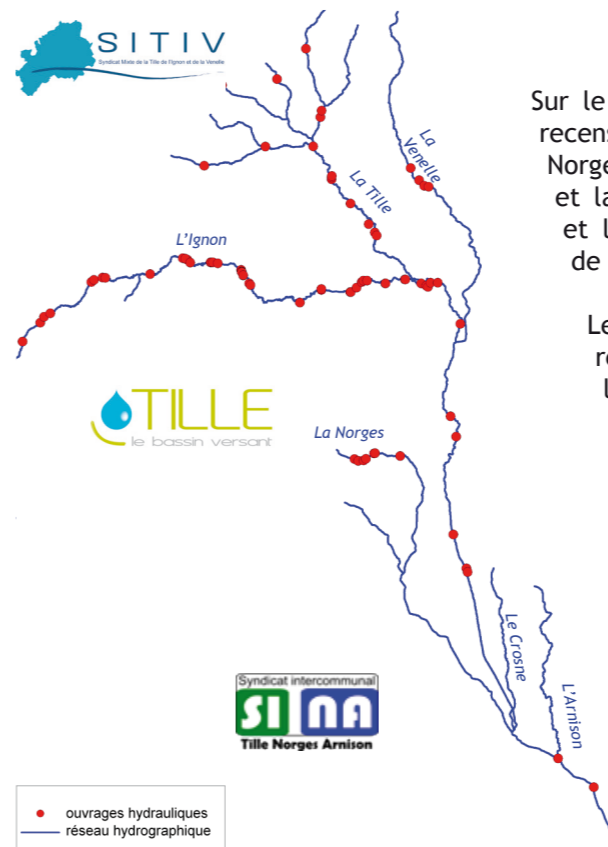 SITIV
Syndicat Mixte de la Tille de l'Ignon et de la Venelle
Sur le
recens
Norge
et la
et l
de
Le
re
l
La Venelle
La Tille
L'Ignon
TILLE
le bassin versant
La Norges
Le Crosne
L'Arnison
Syndicat intercommunal
SI NA
Tille Norges Arnison
ouvrages hydrauliques
réseau hydrographique